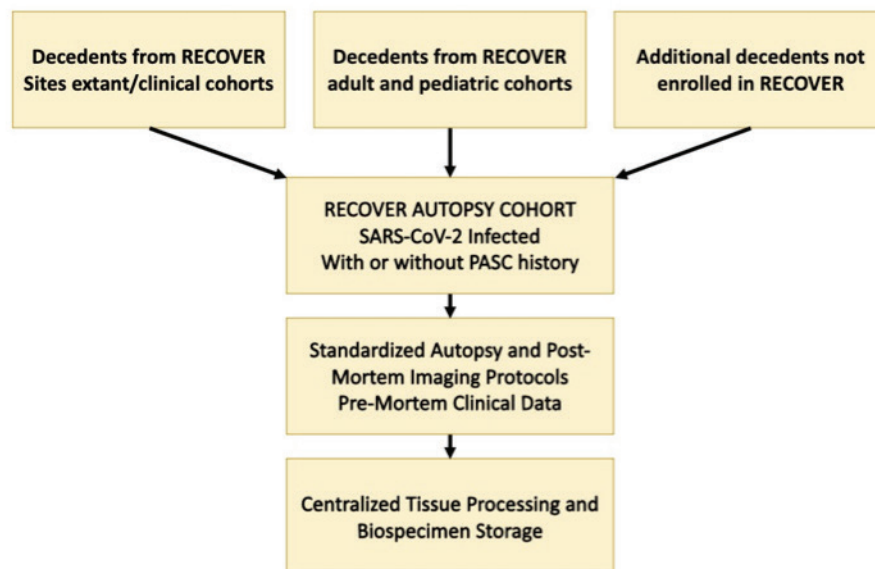 Decedents from RECOVER
Sites extant/clinical cohorts
Decedents from RECOVER
adult and pediatric cohorts
Additional decedents not
enrolled in RECOVER
RECOVER AUTOPSY COHORT
SARS-CoV-2 Infected
With or without PASC history
Standardized Autopsy and Post-
Mortem Imaging Protocols
Pre-Mortem Clinical Data
Centralized Tissue Processing and
Biospecimen Storage